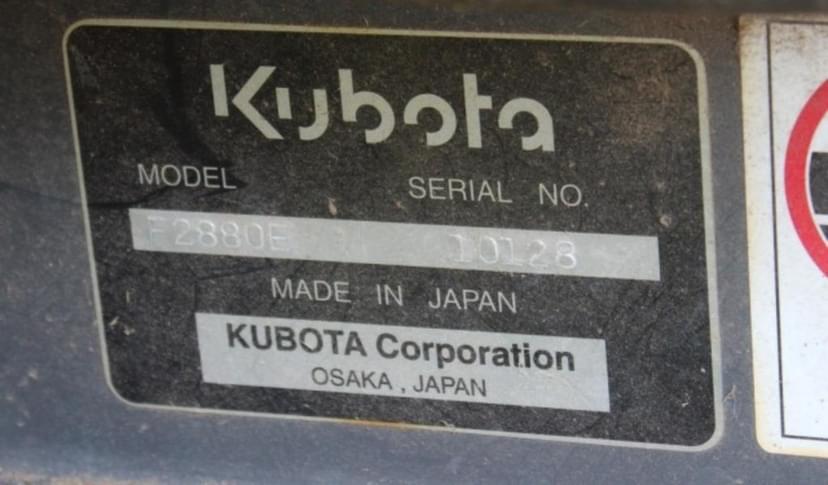 Kubota
MODEL SERIAL NO.
F2880E 10128
MADE IN JAPAN
KUBOTA Corporation
OSAKA , JAPAN